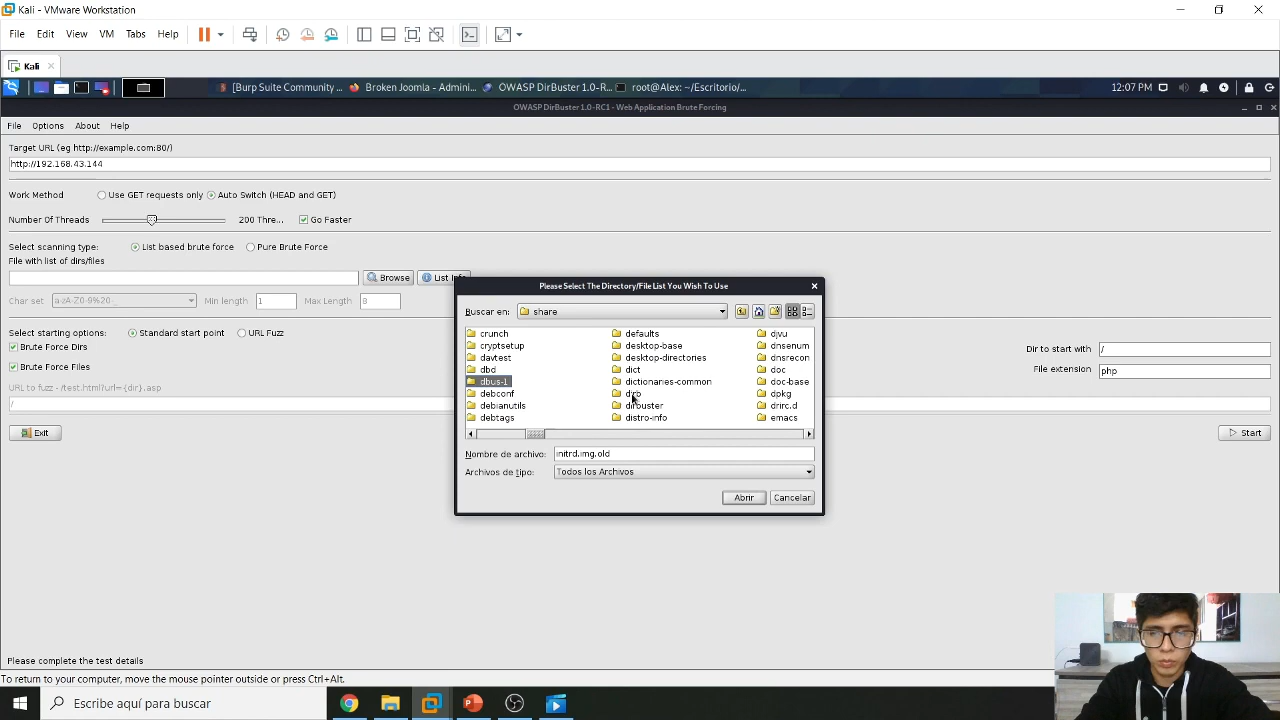 Kali - VMware Workstation
File Edit View VM Tabs Help
Kali
[Burp Suite Community ... Broken Joomla - Admini... OWASP DirBuster 1.0-R... root@Alex: ~/Escritorio/... 12:07 PM
OWASP DirBuster 1.0-RC1 - Web Application Brute Forcing
File Options About Help
Target URL (eg http://example.com:80/)
http://192.168.43.144
Work Method Use GET requests only Auto Switch (HEAD and GET)
Number Of Threads 200 Thre... Go Faster
Select scanning type: List based brute force Pure Brute Force
File with list of dirs/files
Browse List Info
Char set a-zA-Z0-9%20-_ Min length 1 Max Length 8
Select starting options: Standard start point URL Fuzz
Brute Force Dirs Dir to start with /
Brute Force Files File extension php
URL to fuzz - /test.html?url={dir}.asp
/
Exit Start
Please Select The Directory/File List You Wish To Use
Buscar en: share
crunch defaults djvu
cryptsetup desktop-base dnsenum
davtest desktop-directories dnsrecon
dbd dict doc
dbus-1 dictionaries-common doc-base
debconf dirb dpkg
debianutils dirbuster drirc.d
debtags distro-info emacs
Nombre de archivo: initrd.img.old
Archivos de tipo: Todos los Archivos
Abrir Cancelar
Please complete the test details
To return to your computer, move the mouse pointer outside or press Ctrl+Alt.
Escribe aquí para buscar